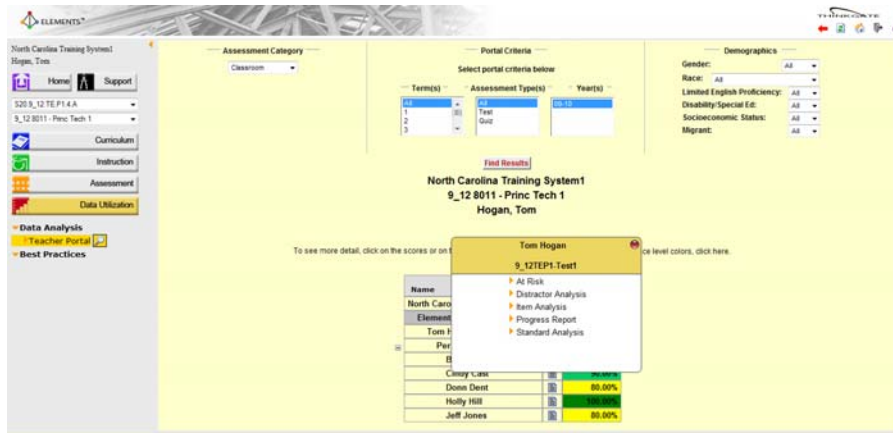 ELEMENTS™
THINKGATE
North Carolina Training System1
Hogan, Tom
Home
Support
S20.9_12.TE.P1.4.A
9_12 8011 - Princ Tech 1
Curriculum
Instruction
Assessment
Data Utilization
Data Analysis
Teacher Portal
Best Practices
Assessment Category
Classroom
Portal Criteria
Select portal criteria below
Term(s)
Assessment Type(s)
Year(s)
All
1
2
3
All
Test
Quiz
09-10
Demographics
Gender: All
Race: All
Limited English Proficiency: All
Disability/Special Ed: All
Socioeconomic Status: All
Migrant: All
Find Results
North Carolina Training System1
9_12 8011 - Princ Tech 1
Hogan, Tom
To see more detail, click on the scores or on
ce level colors, click here.
Tom Hogan
9_12TEP1-Test1
At Risk
Distractor Analysis
Item Analysis
Progress Report
Standard Analysis
Name
North Caro
Element
Tom H
Per
B
Cindy Cast 90.00%
Donn Dent 80.00%
Holly Hill 100.00%
Jeff Jones 80.00%